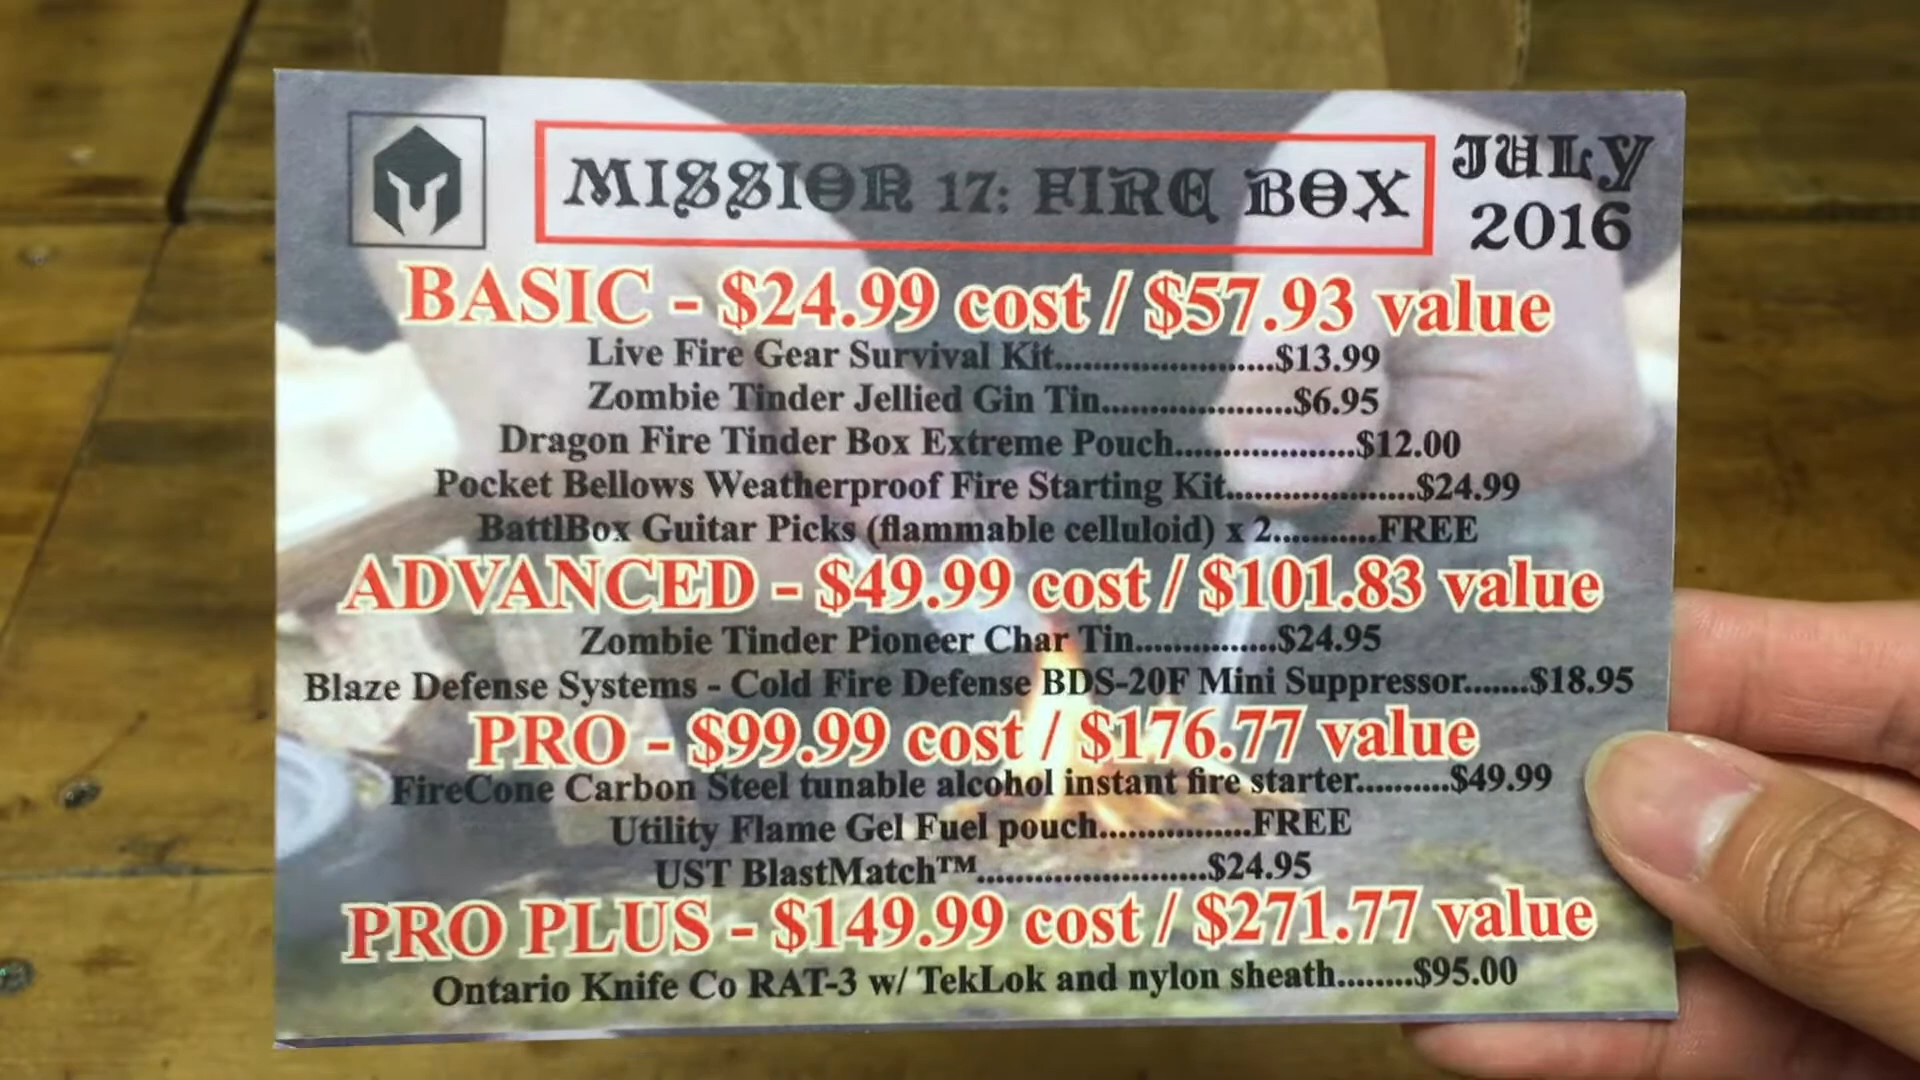 MISSION 17: FIRE BOX
JULY
2016
BASIC - $24.99 cost / $57.93 value
Live Fire Gear Survival Kit.......................$13.99
Zombie Tinder Jellied Gin Tin....................$6.95
Dragon Fire Tinder Box Extreme Pouch...................$12.00
Pocket Bellows Weatherproof Fire Starting Kit....................$24.99
BattlBox Guitar Picks (flammable celluloid) x 2...........FREE
ADVANCED - $49.99 cost / $101.83 value
Zombie Tinder Pioneer Char Tin...............$24.95
Blaze Defense Systems - Cold Fire Defense BDS-20F Mini Suppressor.......$18.95
PRO - $99.99 cost / $176.77 value
FireCone Carbon Steel tunable alcohol instant fire starter..........$49.99
Utility Flame Gel Fuel pouch................FREE
UST BlastMatch™........................$24.95
PRO PLUS - $149.99 cost / $271.77 value
Ontario Knife Co RAT-3 w/ TekLok and nylon sheath........$95.00